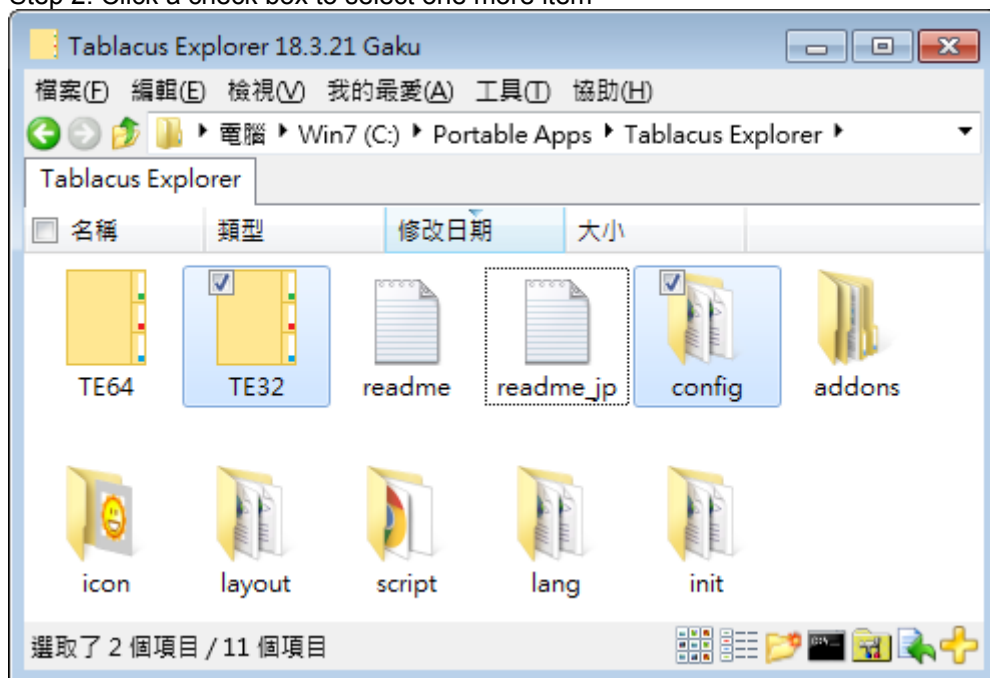 Step 2: Click a check box to select one more item
Tablacus Explorer 18.3.21 Gaku
檔案(F) 編輯(E) 檢視(V) 我的最愛(A) 工具(T) 協助(H)
電腦 Win7 (C:) Portable Apps Tablacus Explorer
Tablacus Explorer
名稱 類型 修改日期 大小
TE64 TE32 readme readme_jp config addons
icon layout script lang init
選取了 2 個項目 / 11 個項目